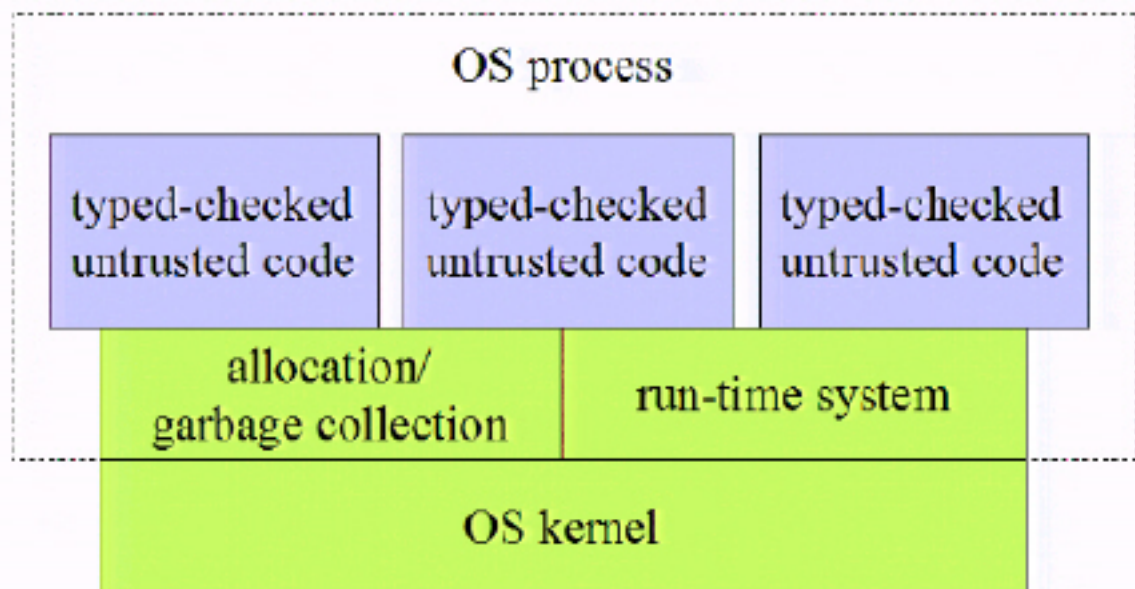 OS process
typed-checked typed-checked typed-checked
untrusted code untrusted code untrusted code
allocation/
garbage collection
run-time system
OS kernel